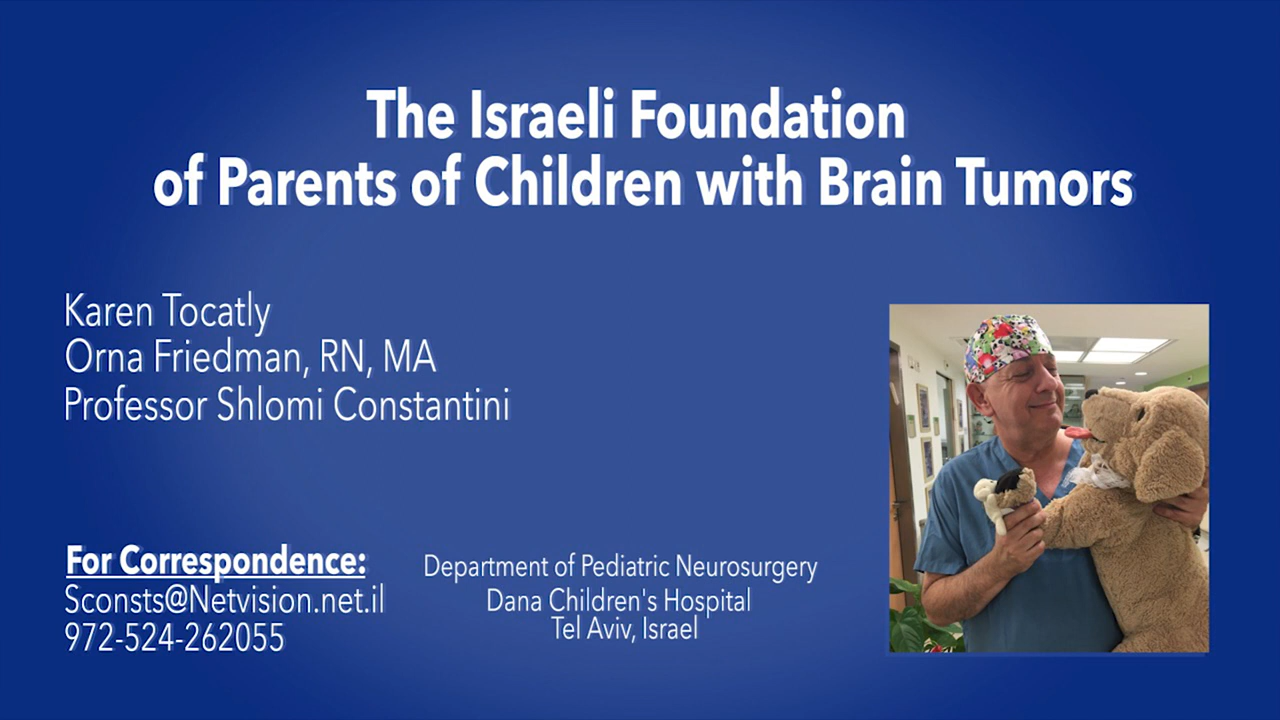 The Israeli Foundation
of Parents of Children with Brain Tumors
Karen Tocatly
Orna Friedman, RN, MA
Professor Shlomi Constantini
For Correspondence:
Sconsts@Netvision.net.il
972-524-262055
Department of Pediatric Neurosurgery
Dana Children's Hospital
Tel Aviv, Israel